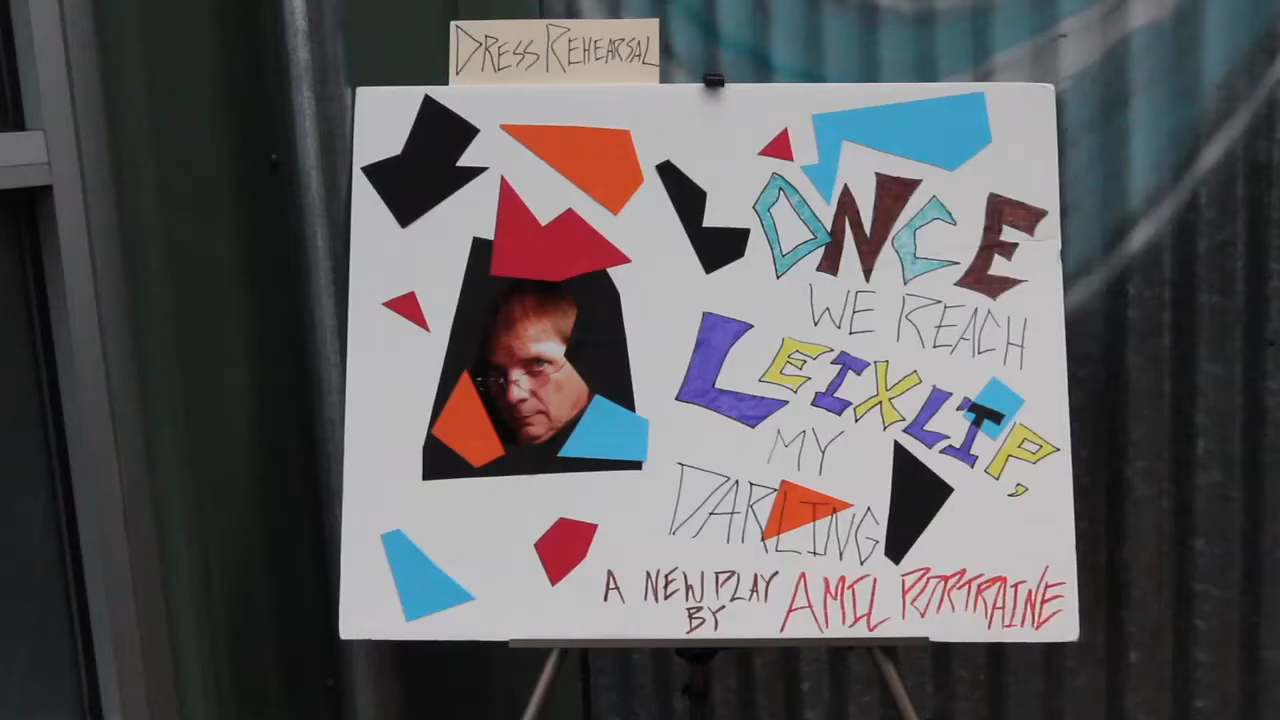 DRESS REHEARSAL
ONCE
WE REACH
LEIXLIP,
MY
DARLING
A NEW PLAY
BY AMIL PORTRAINE